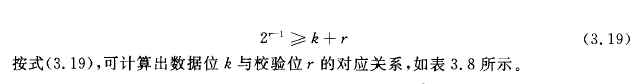 2^{r-1} ⩾ k + r (3.19)
按式(3.19),可计算出数据位 k 与校验位 r 的对应关系,如表 3.8 所示。